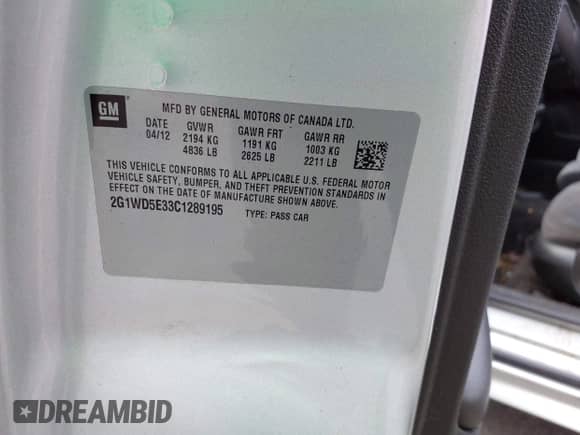 GM
MFD BY GENERAL MOTORS OF CANADA LTD.
DATE GVWR GAWR FRT GAWR RR
04/12 2194 KG 1191 KG 1003 KG
4836 LB 2625 LB 2211 LB
THIS VEHICLE CONFORMS TO ALL APPLICABLE U.S. FEDERAL MOTOR
VEHICLE SAFETY, BUMPER, AND THEFT PREVENTION STANDARDS IN
EFFECT ON THE DATE OF MANUFACTURE SHOWN ABOVE.
2G1WD5E33C1289195 TYPE: PASS CAR
DREAMBID